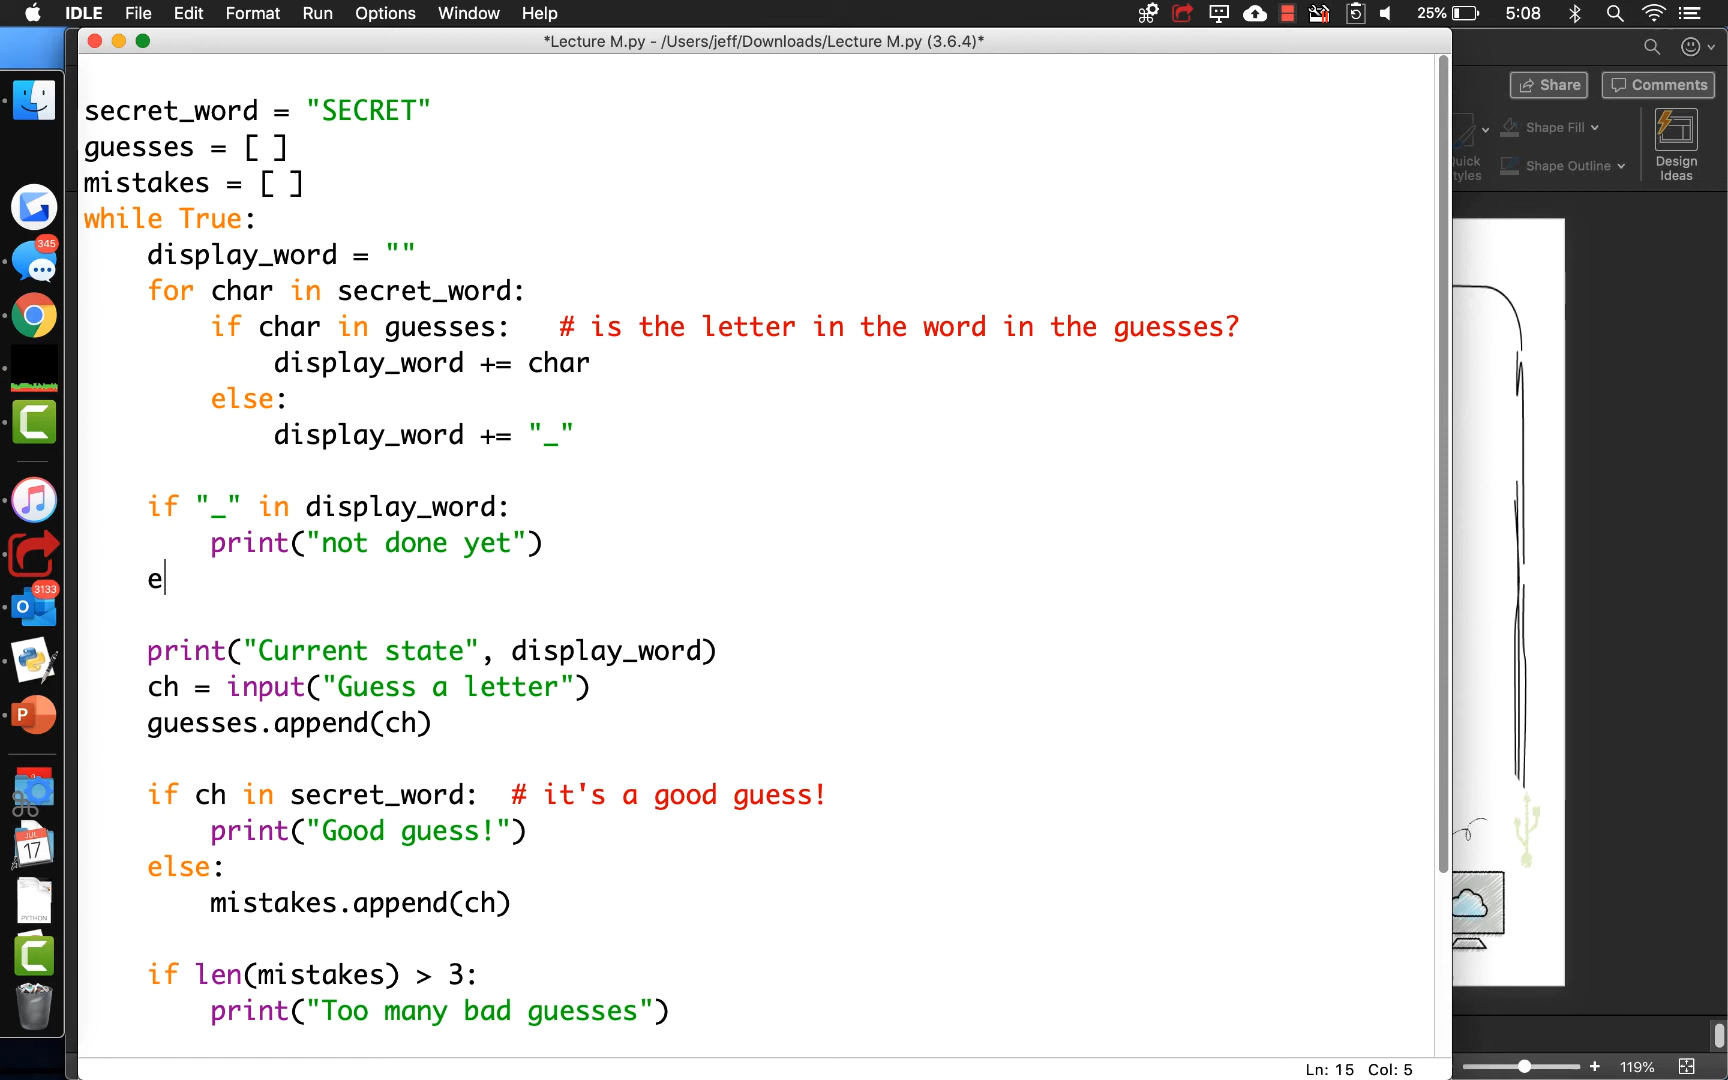 IDLE File Edit Format Run Options Window Help 25% 5:08
*Lecture M.py - /Users/jeff/Downloads/Lecture M.py (3.6.4)*
Share Comments
Shape Fill
Shape Outline
Design
Ideas
345
3133
JUL
17
PYTHON
secret_word = "SECRET"
guesses = [ ]
mistakes = [ ]
while True:
    display_word = ""
    for char in secret_word:
        if char in guesses:   # is the letter in the word in the guesses?
            display_word += char
        else:
            display_word += "_"
    if "_" in display_word:
        print("not done yet")
    e
    print("Current state", display_word)
    ch = input("Guess a letter")
    guesses.append(ch)
    if ch in secret_word:  # it's a good guess!
        print("Good guess!")
    else:
        mistakes.append(ch)
    if len(mistakes) > 3:
        print("Too many bad guesses")
Ln: 15 Col: 5
119%